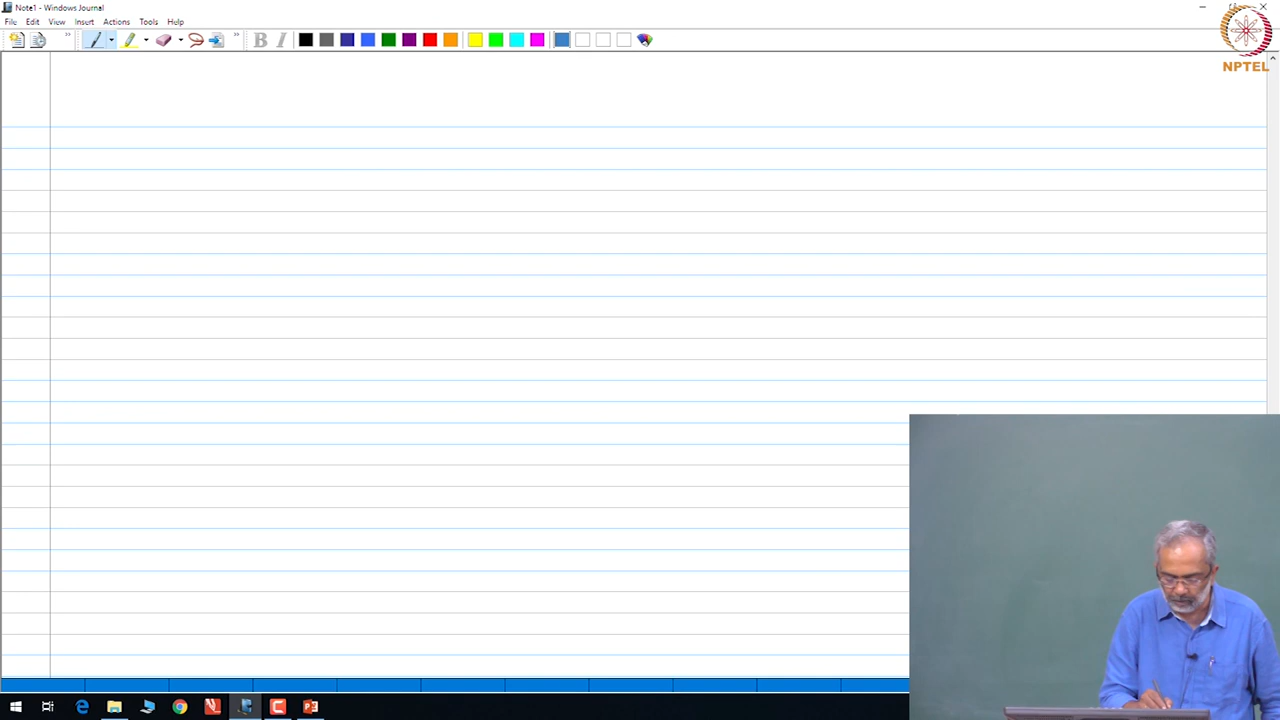 Note1 - Windows Journal
File Edit View Insert Actions Tools Help
B I
NPTEL